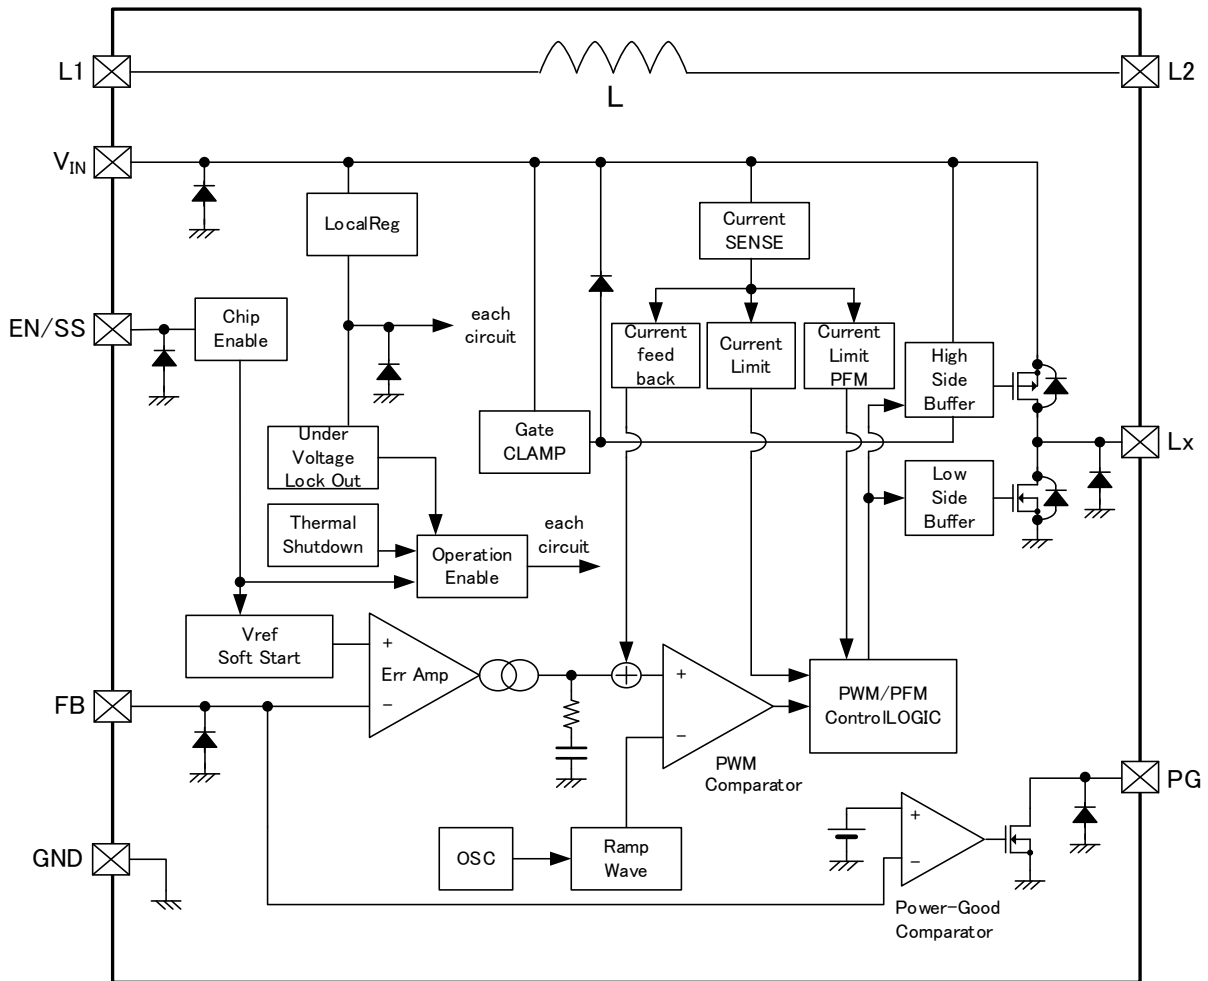 L1
L
L2
VIN
LocalReg
Current
SENSE
EN/SS
Chip
Enable
each
circuit
Current
feed
back
Current
Limit
Current
Limit
PFM
High
Side
Buffer
Under
Voltage
Lock Out
Gate
CLAMP
Lx
Low
Side
Buffer
Thermal
Shutdown
Operation
Enable
each
circuit
Vref
Soft Start
+
Err Amp
−
+
+
−
PWM
Comparator
PWM/PFM
ControlLOGIC
FB
PG
GND
OSC
Ramp
Wave
+
−
Power-Good
Comparator